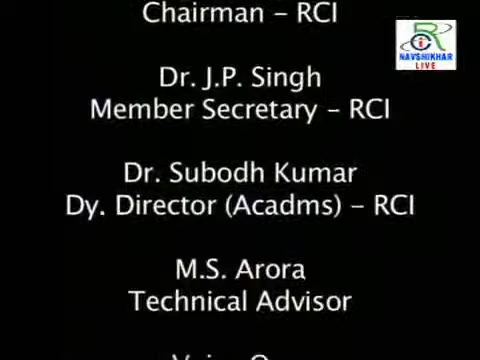 Chairman – RCI
NAVSHIKHAR
LIVE
Dr. J.P. Singh
Member Secretary – RCI
Dr. Subodh Kumar
Dy. Director (Acadms) – RCI
M.S. Arora
Technical Advisor